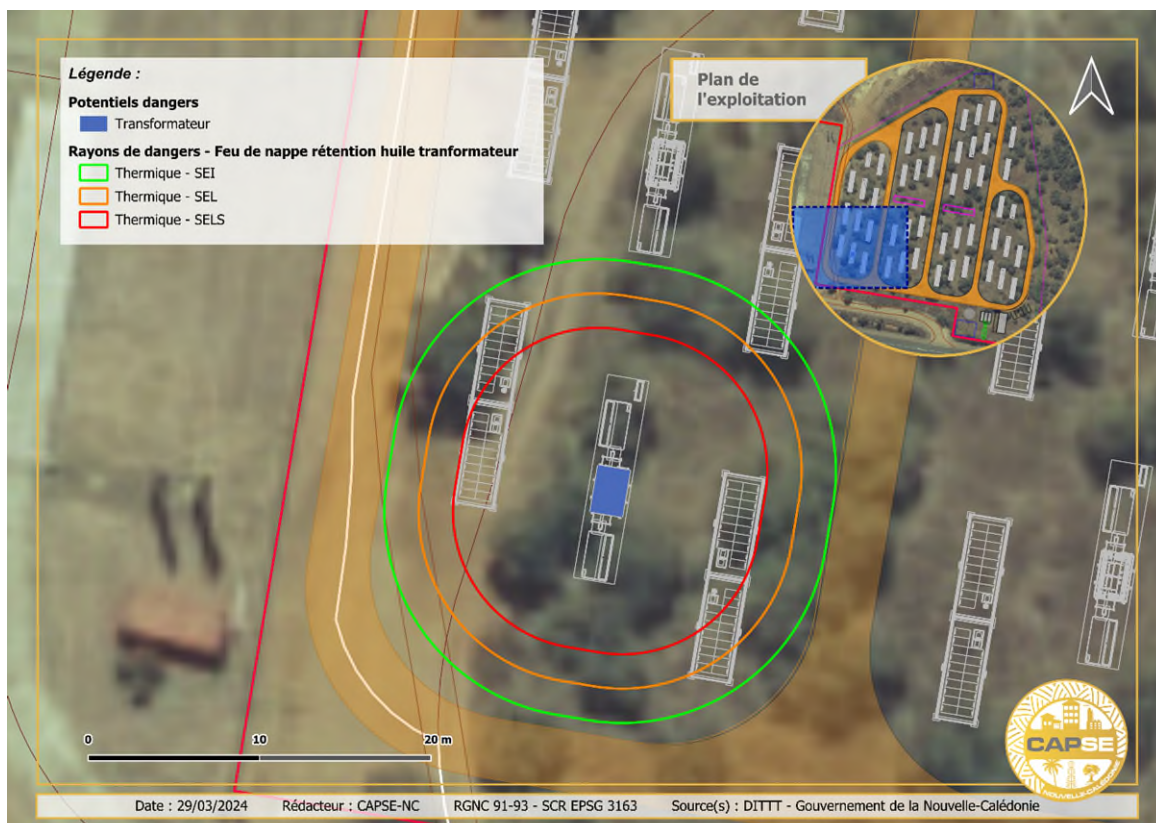 Légende :
Potentiels dangers
Transformateur
Rayons de dangers - Feu de nappe rétention huile tranformateur
Thermique - SEI
Thermique - SEL
Thermique - SELS
Plan de
l'exploitation
0 10 20 m
CAPSE
NOUVELLE-CALÉDONIE
Date : 29/03/2024 Rédacteur : CAPSE-NC RGNC 91-93 - SCR EPSG 3163 Source(s) : DITTT - Gouvernement de la Nouvelle-Calédonie